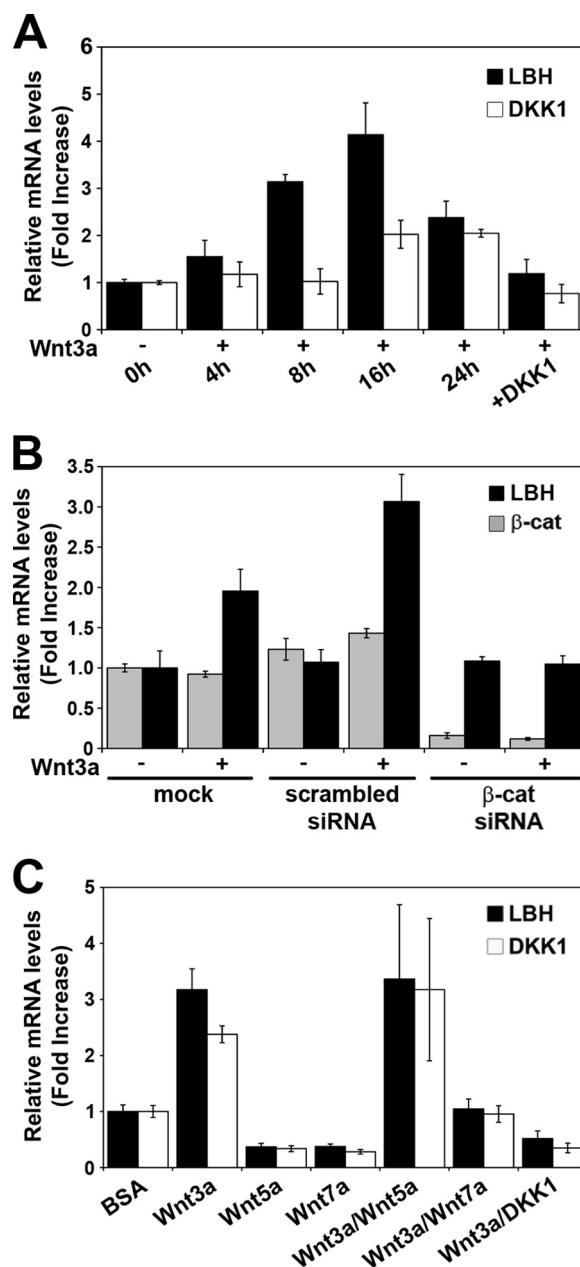 A
Relative mRNA levels
(Fold Increase)
6
5
4
3
2
1
0
LBH
DKK1
Wnt3a - + + + + +
0h 4h 8h 16h 24h +DKK1
B
Relative mRNA levels
(Fold Increase)
3.5
3.0
2.5
2.0
1.5
1.0
0.5
0
LBH
β-cat
Wnt3a - + - + - +
mock scrambled β-cat
siRNA siRNA
C
Relative mRNA levels
(Fold Increase)
5
4
3
2
1
0
LBH
DKK1
BSA Wnt3a Wnt5a Wnt7a Wnt3a/Wnt5a Wnt3a/Wnt7a Wnt3a/DKK1